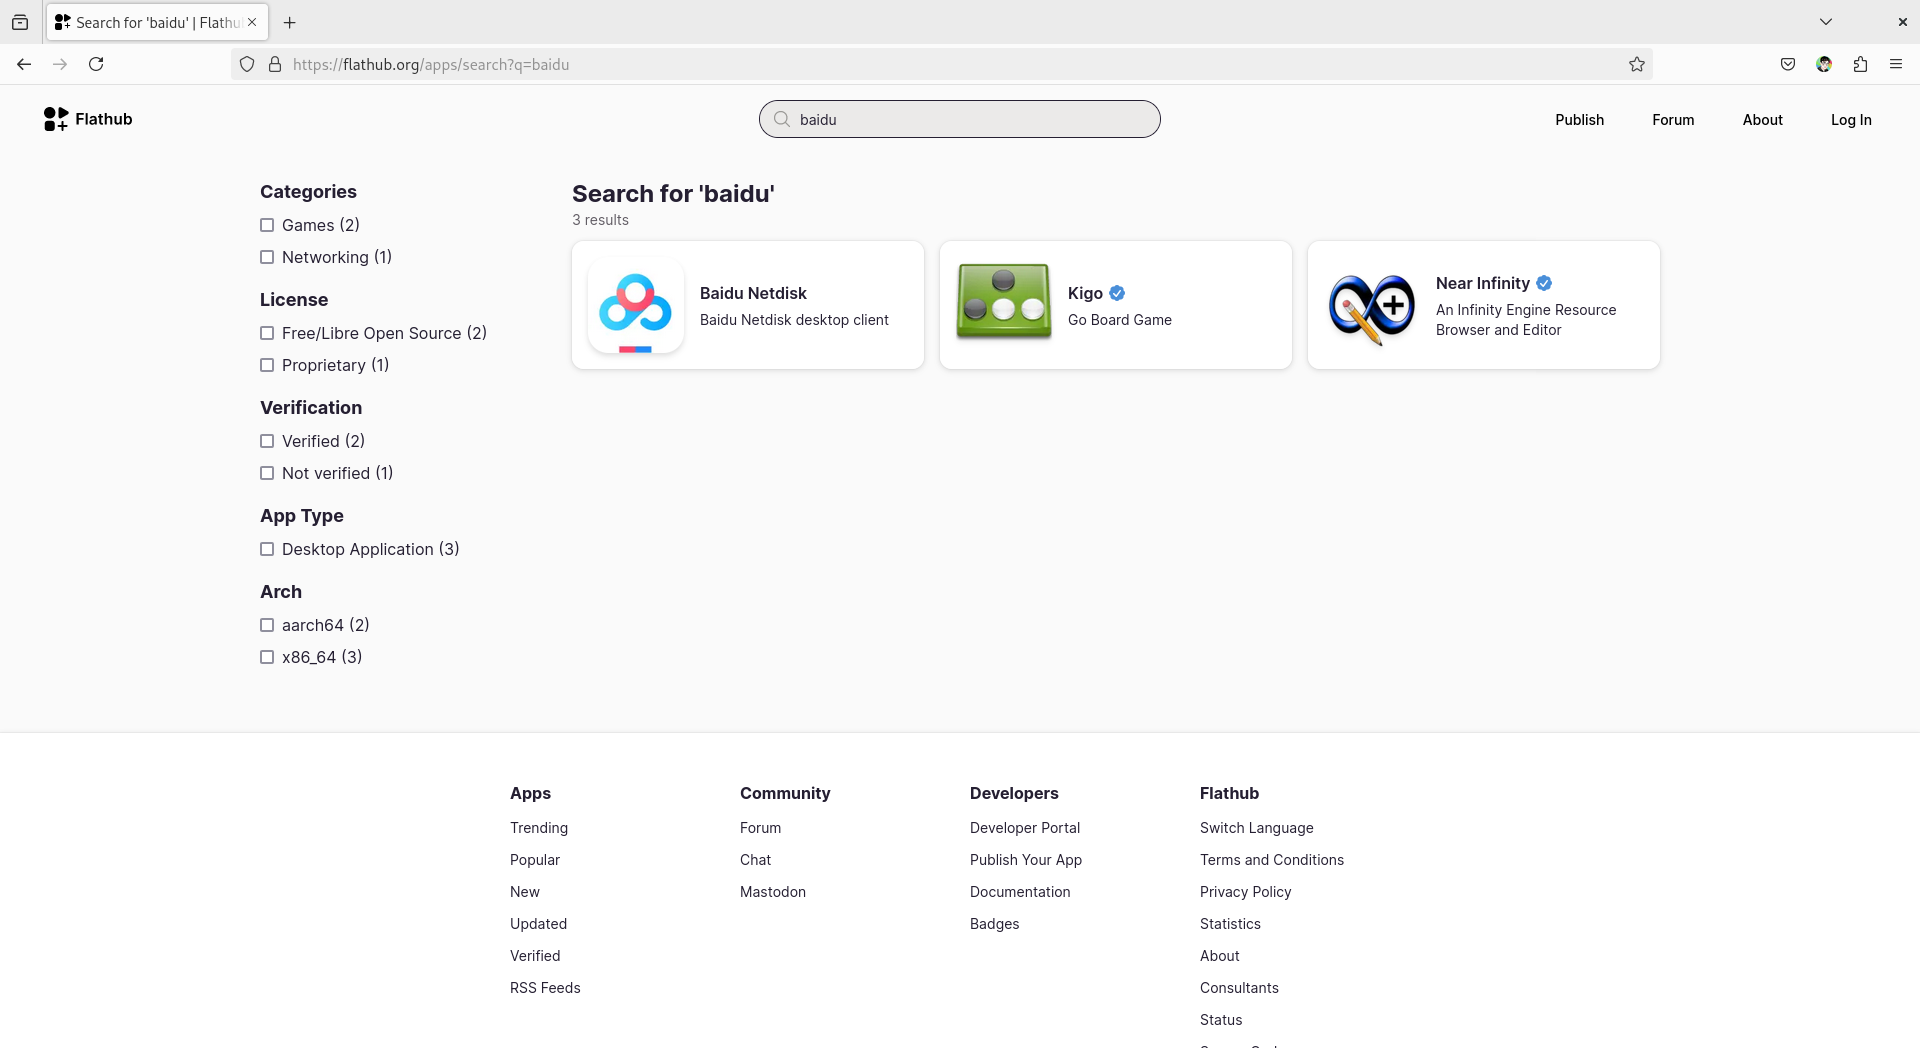 Search for 'baidu' | Flathu
https://flathub.org/apps/search?q=baidu
Flathub
baidu
Publish
Forum
About
Log In
Categories
Games (2)
Networking (1)
License
Free/Libre Open Source (2)
Proprietary (1)
Verification
Verified (2)
Not verified (1)
App Type
Desktop Application (3)
Arch
aarch64 (2)
x86_64 (3)
Search for 'baidu'
3 results
Baidu Netdisk
Baidu Netdisk desktop client
Kigo
Go Board Game
Near Infinity
An Infinity Engine Resource
Browser and Editor
Apps
Trending
Popular
New
Updated
Verified
RSS Feeds
Community
Forum
Chat
Mastodon
Developers
Developer Portal
Publish Your App
Documentation
Badges
Flathub
Switch Language
Terms and Conditions
Privacy Policy
Statistics
About
Consultants
Status